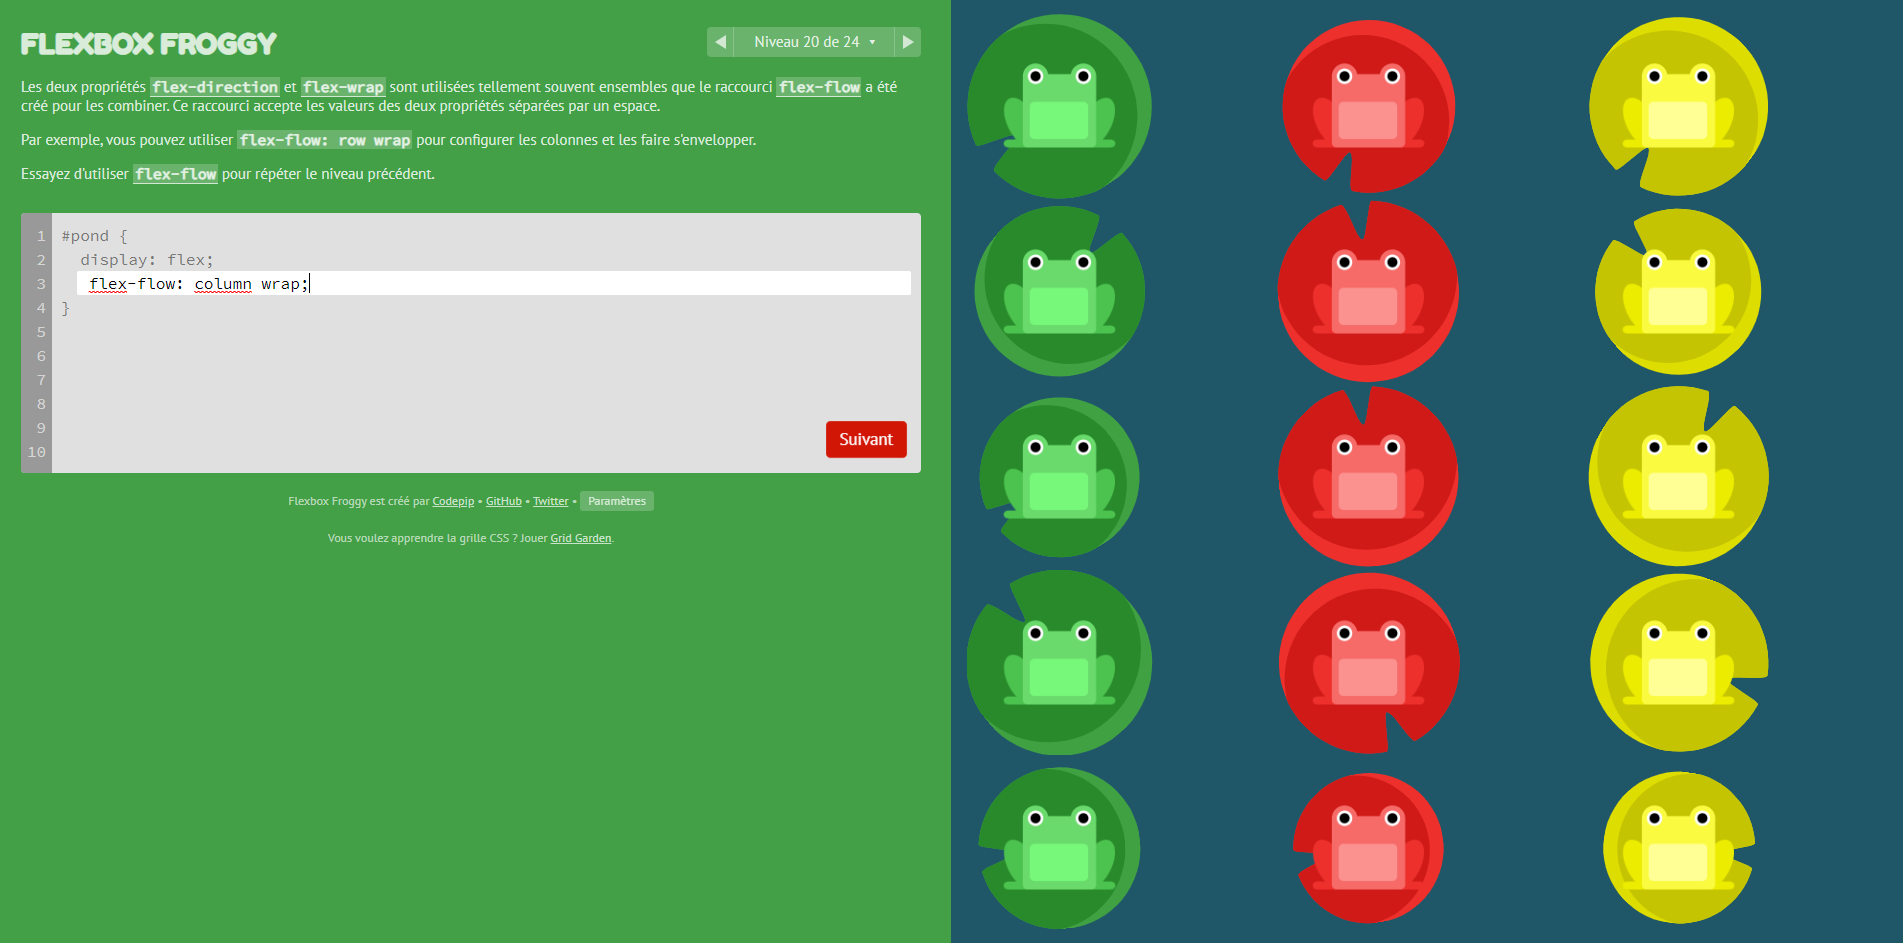 FLEXBOX FROGGY
Niveau 20 de 24
Les deux propriétés flex-direction et flex-wrap sont utilisées tellement souvent ensembles que le raccourci flex-flow a été
créé pour les combiner. Ce raccourci accepte les valeurs des deux propriétés séparées par un espace.
Par exemple, vous pouvez utiliser flex-flow: row wrap pour configurer les colonnes et les faire s'envelopper.
Essayez d'utiliser flex-flow pour répéter le niveau précédent.
1 #pond {
2 display: flex;
3 flex-flow: column wrap;
4 }
5
6
7
8
9
10
Suivant
Flexbox Froggy est créé par Codepip • GitHub • Twitter • Paramètres
Vous voulez apprendre la grille CSS ? Jouer Grid Garden.